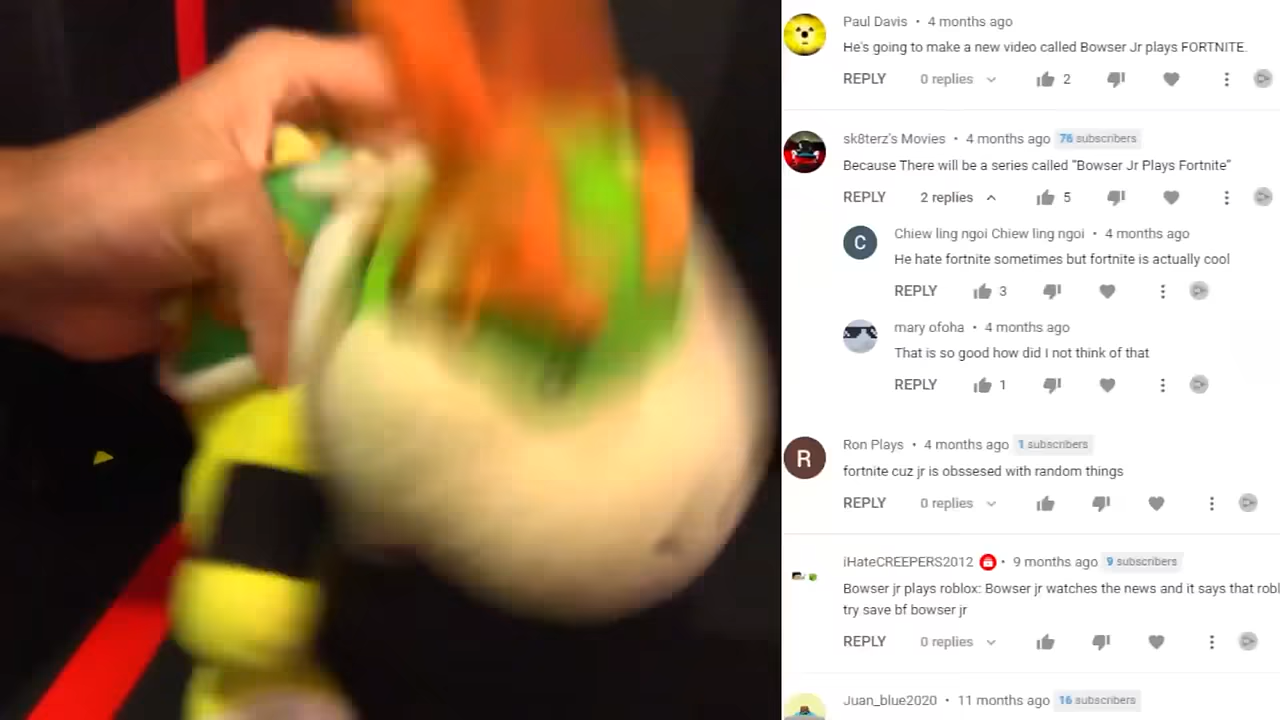 Paul Davis • 4 months ago
He's going to make a new video called Bowser Jr plays FORTNITE.
REPLY 0 replies 2
sk8terz's Movies • 4 months ago 76 subscribers
Because There will be a series called "Bowser Jr Plays Fortnite"
REPLY 2 replies 5
C
Chiew ling ngoi Chiew ling ngoi • 4 months ago
He hate fortnite sometimes but fortnite is actually cool
REPLY 3
mary ofoha • 4 months ago
That is so good how did I not think of that
REPLY 1
R
Ron Plays • 4 months ago 1 subscribers
fortnite cuz jr is obssesed with random things
REPLY 0 replies
iHateCREEPERS2012 • 9 months ago 9 subscribers
Bowser jr plays roblox: Bowser jr watches the news and it says that robl
try save bf bowser jr
REPLY 0 replies
Juan_blue2020 • 11 months ago 16 subscribers